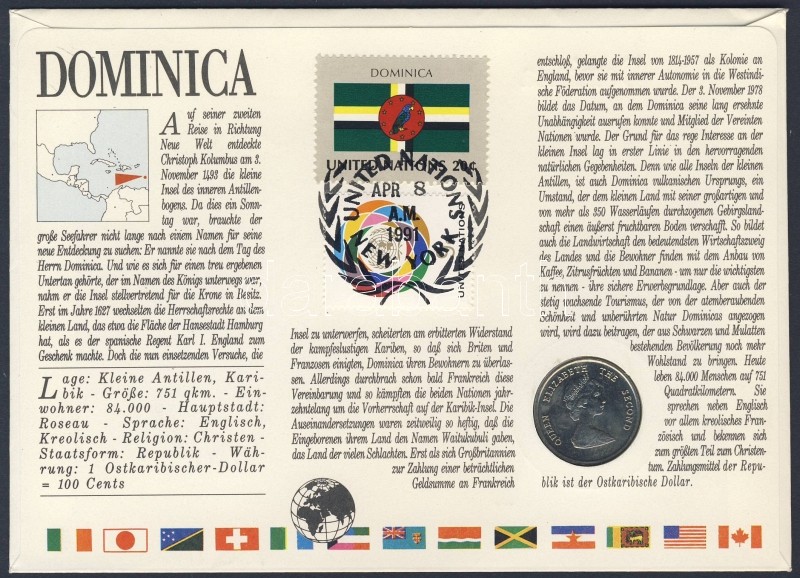 DOMINICA
Auf seiner zweiten
Reise in Richtung
Neue Welt entdeckte
Christoph Kolumbus am 3.
November 1493 die kleine
Insel des inneren Antillen-
bogens. Da dies ein Sonn-
tag war, brauchte der
große Seefahrer nicht lange nach einem Namen für seine
neue Entdeckung zu suchen: Er nannte sie nach dem Tag des
Herrn Dominica. Und wie es sich für einen treu ergebenen
Untertan gehörte, der im Namen des Königs unterwegs war,
nahm er die Insel stellvertretend für die Krone in Besitz.
Erst im Jahre 1627 wechselten die Herrschaftsrechte an dem
kleinen Land, das etwa die Fläche der Hansestadt Hamburg
hat, als es der spanische Regent Karl I. England zum
Geschenk machte. Doch die nun einsetzenden Versuche, die
Lage: Kleine Antillen, Kari-
bik - Größe: 751 qkm. - Ein-
wohner: 84.000 - Hauptstadt:
Roseau - Sprache: Englisch,
Kreolisch - Religion: Christen -
Staatsform: Republik - Wäh-
rung: 1 Ostkaribischer-Dollar
= 100 Cents
DOMINICA
UNITED NATIONS 20¢
UNITED NATIONS
APR 8
A.M.
1991
NEW YORK
UNITED NATIONS
Insel zu unterwerfen, scheiterten am erbitterten Widerstand
der kampfeslustigen Kariben, so daß sich Briten und
Franzosen einigten, Dominica ihren Bewohnern zu überlas-
sen. Allerdings durchbrach schon bald Frankreich diese
Vereinbarung und so kämpften die beiden Nationen jahr-
zehntelang um die Vorherrschaft auf der Karibik-Insel. Die
Auseinandersetzungen waren zeitweilig so heftig, daß die
Eingeborenen ihrem Land den Namen Waitukubuli gaben,
das Land der vielen Schlachten. Erst als sich Großbritannien
zur Zahlung einer beträchtlichen
Geldsumme an Frankreich
entschloß, gelangte die Insel von 1814-1957 als Kolonie an
England, bevor sie mit innerer Autonomie in die Westindi-
sche Föderation aufgenommen wurde. Der 3. November 1978
bildet das Datum, an dem Dominica seine lang ersehnte
Unabhängigkeit ausrufen konnte und Mitglied der Vereinten
Nationen wurde. Der Grund für das rege Interesse an der
kleinen Insel lag in erster Linie in den hervorragenden
natürlichen Gegebenheiten. Denn wie alle Inseln der kleinen
Antillen, ist auch Dominica vulkanischen Ursprungs, ein
Umstand, der dem kleinen Land mit seiner großartigen und
von mehr als 350 Wasserläufen durchzogenen Gebirgsland-
schaft einen äußerst fruchtbaren Boden verschafft. So bildet
auch die Landwirtschaft den bedeutendsten Wirtschaftszweig
des Landes und die Bewohner finden mit dem Anbau von
Kaffee, Zitrusfrüchten und Bananen - um nur die wichtigsten
zu nennen - ihre sichere Erwerbsgrundlage. Aber auch der
stetig wachsende Tourismus, der von der atemberaubenden
Schönheit und unberührten Natur Dominicas angezogen
wird, wird dazu beitragen, der aus Schwarzen und Mulatten
bestehenden Bevölkerung noch mehr
Wohlstand zu bringen. Heute
leben 84.000 Menschen auf 751
Quadratkilometern. Sie
sprechen neben Englisch
vor allem kreolisches Fran-
zösisch und bekennen sich
zum größten Teil zum Christen-
tum. Zahlungsmittel der Repu-
blik ist der Ostkaribische Dollar.
QUEEN ELIZABETH THE SECOND